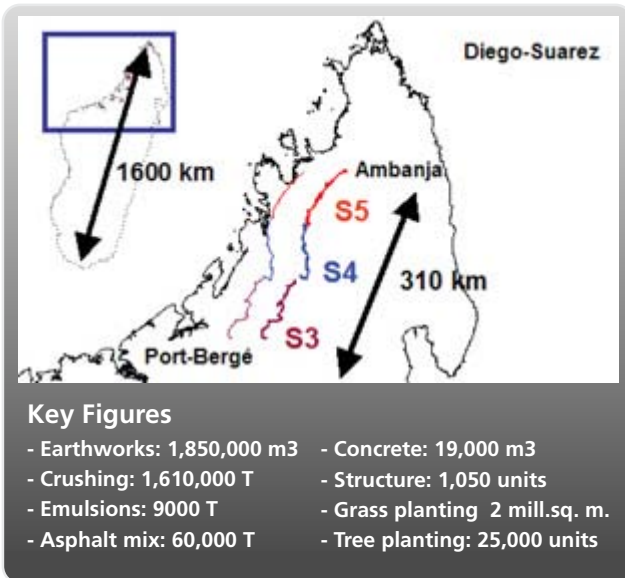 Diego-Suarez
1600 km
Ambanja
S5
S4
310 km
S3
Port-Bergé
Key Figures
- Earthworks: 1,850,000 m3
- Crushing: 1,610,000 T
- Emulsions: 9000 T
- Asphalt mix: 60,000 T
- Concrete: 19,000 m3
- Structure: 1,050 units
- Grass planting 2 mill.sq. m.
- Tree planting: 25,000 units